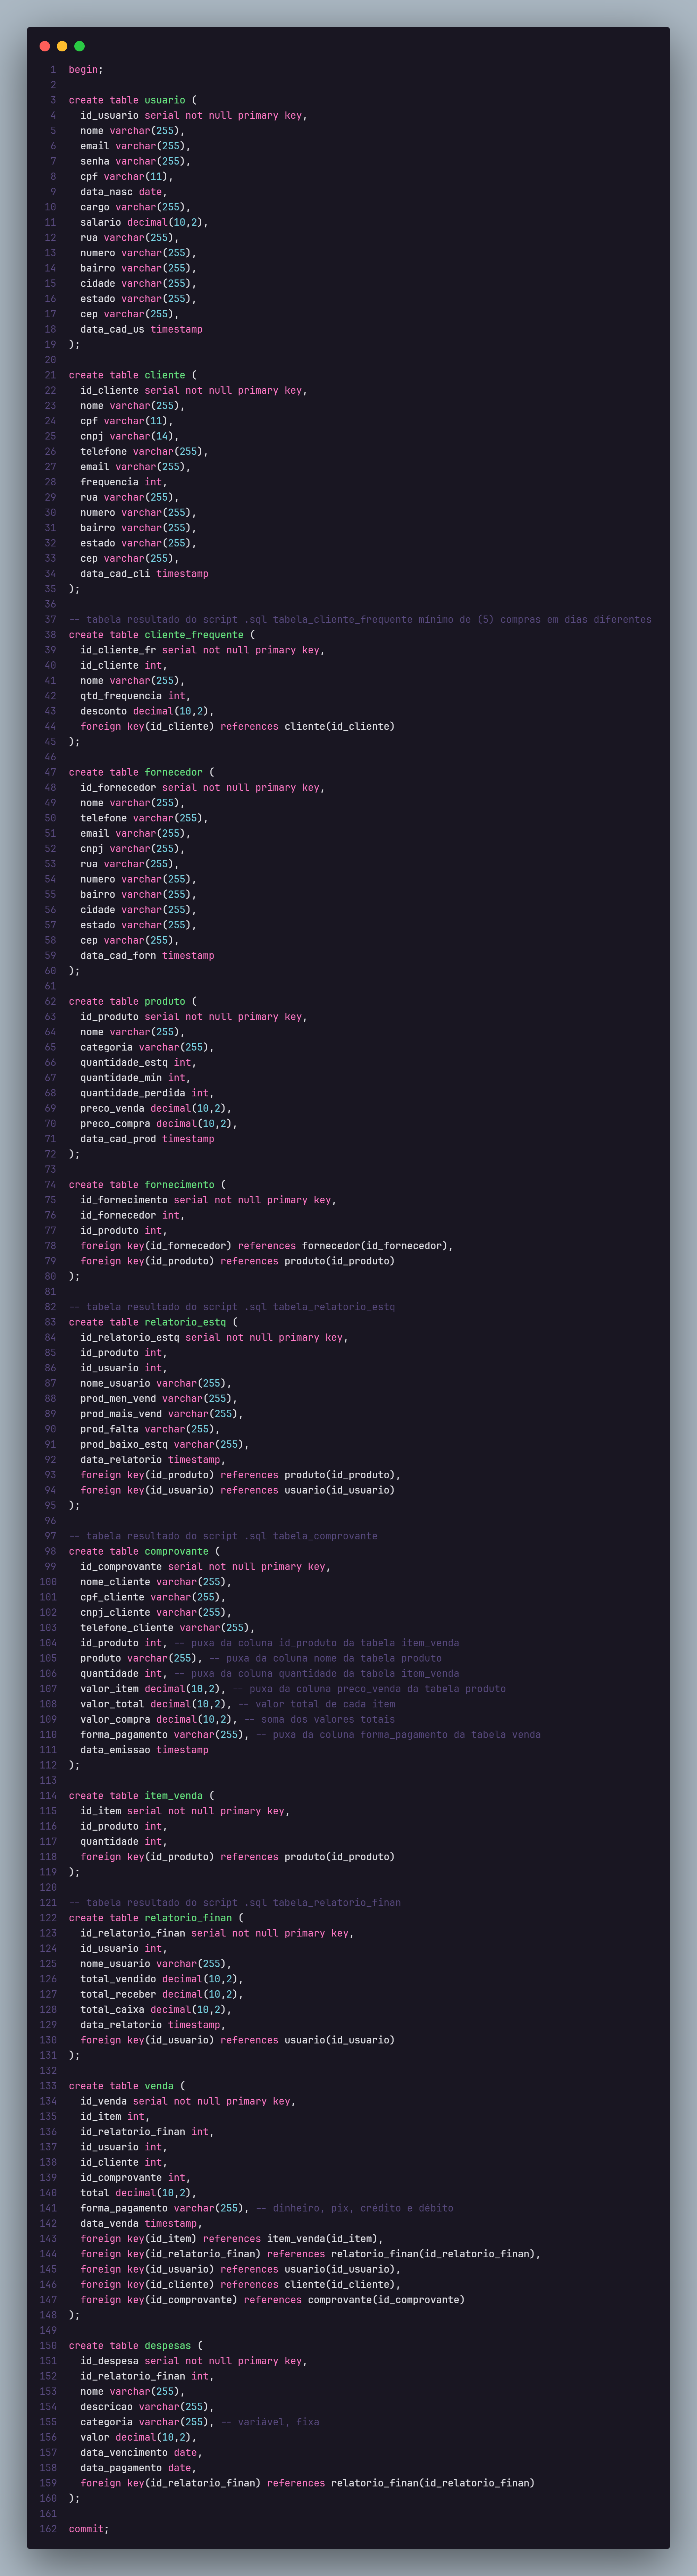 1 begin;
2
3 create table usuario (
4 id_usuario serial not null primary key,
5 nome varchar(255),
6 email varchar(255),
7 senha varchar(255),
8 cpf varchar(11),
9 data_nasc date,
10 cargo varchar(255),
11 salario decimal(10,2),
12 rua varchar(255),
13 numero varchar(255),
14 bairro varchar(255),
15 cidade varchar(255),
16 estado varchar(255),
17 cep varchar(255),
18 data_cad_us timestamp
19 );
20
21 create table cliente (
22 id_cliente serial not null primary key,
23 nome varchar(255),
24 cpf varchar(11),
25 cnpj varchar(14),
26 telefone varchar(255),
27 email varchar(255),
28 frequencia int,
29 rua varchar(255),
30 numero varchar(255),
31 bairro varchar(255),
32 estado varchar(255),
33 cep varchar(255),
34 data_cad_cli timestamp
35 );
36
37 -- tabela resultado do script .sql tabela_cliente_frequente mínimo de (5) compras em dias diferentes
38 create table cliente_frequente (
39 id_cliente_fr serial not null primary key,
40 id_cliente int,
41 nome varchar(255),
42 qtd_frequencia int,
43 desconto decimal(10,2),
44 foreign key(id_cliente) references cliente(id_cliente)
45 );
46
47 create table fornecedor (
48 id_fornecedor serial not null primary key,
49 nome varchar(255),
50 telefone varchar(255),
51 email varchar(255),
52 cnpj varchar(255),
53 rua varchar(255),
54 numero varchar(255),
55 bairro varchar(255),
56 cidade varchar(255),
57 estado varchar(255),
58 cep varchar(255),
59 data_cad_forn timestamp
60 );
61
62 create table produto (
63 id_produto serial not null primary key,
64 nome varchar(255),
65 categoria varchar(255),
66 quantidade_estq int,
67 quantidade_min int,
68 quantidade_perdida int,
69 preco_venda decimal(10,2),
70 preco_compra decimal(10,2),
71 data_cad_prod timestamp
72 );
73
74 create table fornecimento (
75 id_fornecimento serial not null primary key,
76 id_fornecedor int,
77 id_produto int,
78 foreign key(id_fornecedor) references fornecedor(id_fornecedor),
79 foreign key(id_produto) references produto(id_produto)
80 );
81
82 -- tabela resultado do script .sql tabela_relatorio_estq
83 create table relatorio_estq (
84 id_relatorio_estq serial not null primary key,
85 id_produto int,
86 id_usuario int,
87 nome_usuario varchar(255),
88 prod_men_vend varchar(255),
89 prod_mais_vend varchar(255),
90 prod_falta varchar(255),
91 prod_baixo_estq varchar(255),
92 data_relatorio timestamp,
93 foreign key(id_produto) references produto(id_produto),
94 foreign key(id_usuario) references usuario(id_usuario)
95 );
96
97 -- tabela resultado do script .sql tabela_comprovante
98 create table comprovante (
99 id_comprovante serial not null primary key,
100 nome_cliente varchar(255),
101 cpf_cliente varchar(255),
102 cnpj_cliente varchar(255),
103 telefone_cliente varchar(255),
104 id_produto int, -- puxa da coluna id_produto da tabela item_venda
105 produto varchar(255), -- puxa da coluna nome da tabela produto
106 quantidade int, -- puxa da coluna quantidade da tabela item_venda
107 valor_item decimal(10,2), -- puxa da coluna preco_venda da tabela produto
108 valor_total decimal(10,2), -- valor total de cada item
109 valor_compra decimal(10,2), -- soma dos valores totais
110 forma_pagamento varchar(255), -- puxa da coluna forma_pagamento da tabela venda
111 data_emissao timestamp
112 );
113
114 create table item_venda (
115 id_item serial not null primary key,
116 id_produto int,
117 quantidade int,
118 foreign key(id_produto) references produto(id_produto)
119 );
120
121 -- tabela resultado do script .sql tabela_relatorio_finan
122 create table relatorio_finan (
123 id_relatorio_finan serial not null primary key,
124 id_usuario int,
125 nome_usuario varchar(255),
126 total_vendido decimal(10,2),
127 total_receber decimal(10,2),
128 total_caixa decimal(10,2),
129 data_relatorio timestamp,
130 foreign key(id_usuario) references usuario(id_usuario)
131 );
132
133 create table venda (
134 id_venda serial not null primary key,
135 id_item int,
136 id_relatorio_finan int,
137 id_usuario int,
138 id_cliente int,
139 id_comprovante int,
140 total decimal(10,2),
141 forma_pagamento varchar(255), -- dinheiro, pix, crédito e débito
142 data_venda timestamp,
143 foreign key(id_item) references item_venda(id_item),
144 foreign key(id_relatorio_finan) references relatorio_finan(id_relatorio_finan),
145 foreign key(id_usuario) references usuario(id_usuario),
146 foreign key(id_cliente) references cliente(id_cliente),
147 foreign key(id_comprovante) references comprovante(id_comprovante)
148 );
149
150 create table despesas (
151 id_despesa serial not null primary key,
152 id_relatorio_finan int,
153 nome varchar(255),
154 descricao varchar(255),
155 categoria varchar(255), -- variável, fixa
156 valor decimal(10,2),
157 data_vencimento date,
158 data_pagamento date,
159 foreign key(id_relatorio_finan) references relatorio_finan(id_relatorio_finan)
160 );
161
162 commit;